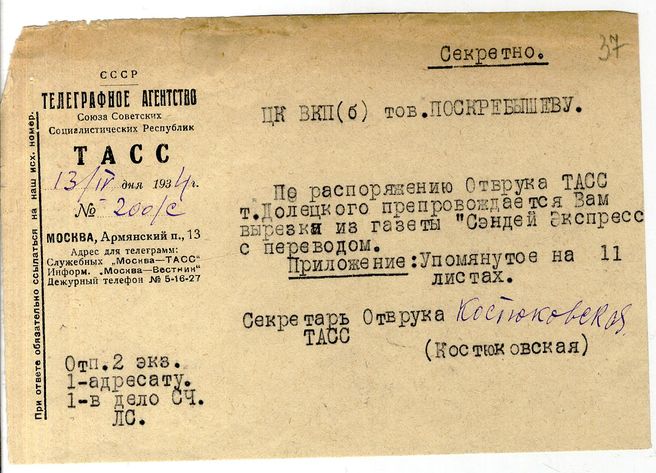 Секретно.
37
СССР
ТЕЛЕГРАФНОЕ АГЕНТСТВО
Союза Советских
Социалистических Республик
ТАСС
13/IV дня 1934 г.
№ 200/с
МОСКВА, Армянский п., 13
Адрес для телеграмм:
Служебных „Москва—ТАСС"
Информ. „Москва—Вестник"
Дежурный телефон № 5-16-27
При ответе обязательно ссылаться на наш исх. номер.
ЦК ВКП(б) тов.ПОСКРЕБЫШЕВУ.
По распоряжению Отврука ТАСС
т.Долецкого препровождается Вам
вырезка из газеты "Сэндей Экспресс
с переводом.
Приложение:Упомянутое на 11
листах.
Секретарь Отврука Костюковская
ТАСС
(Костюковская)
Отп.2 экз.
1-адресату.
1-в дело СЧ.
ЛС.